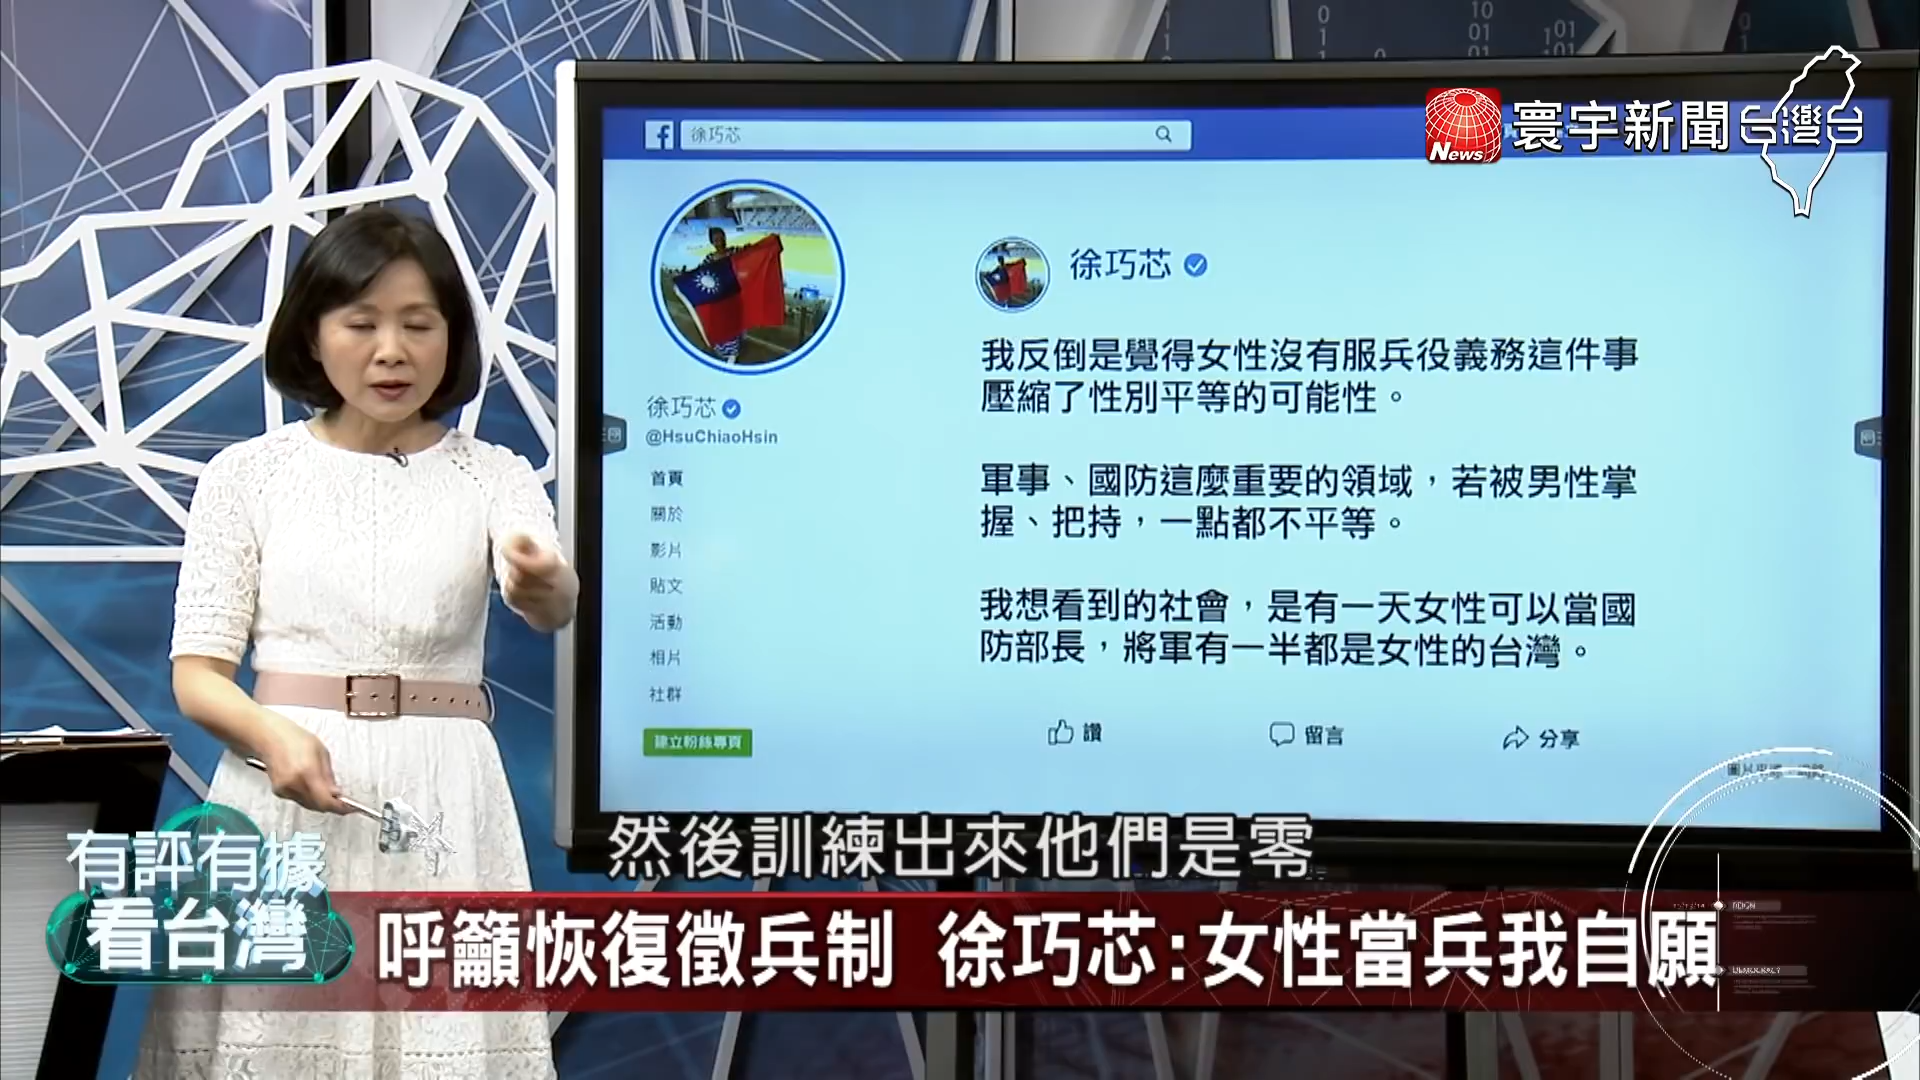 News
寰宇新聞
台灣台
徐巧芯
徐巧芯
@HsuChiaoHsin
首頁
關於
影片
貼文
活動
相片
社群
建立粉絲專頁
徐巧芯
我反倒是覺得女性沒有服兵役義務這件事
壓縮了性別平等的可能性。
軍事、國防這麼重要的領域，若被男性掌
握、把持，一點都不平等。
我想看到的社會，是有一天女性可以當國
防部長，將軍有一半都是女性的台灣。
讚
留言
分享
然後訓練出來他們是零
有評有據
看台灣
呼籲恢復徵兵制 徐巧芯:女性當兵我自願